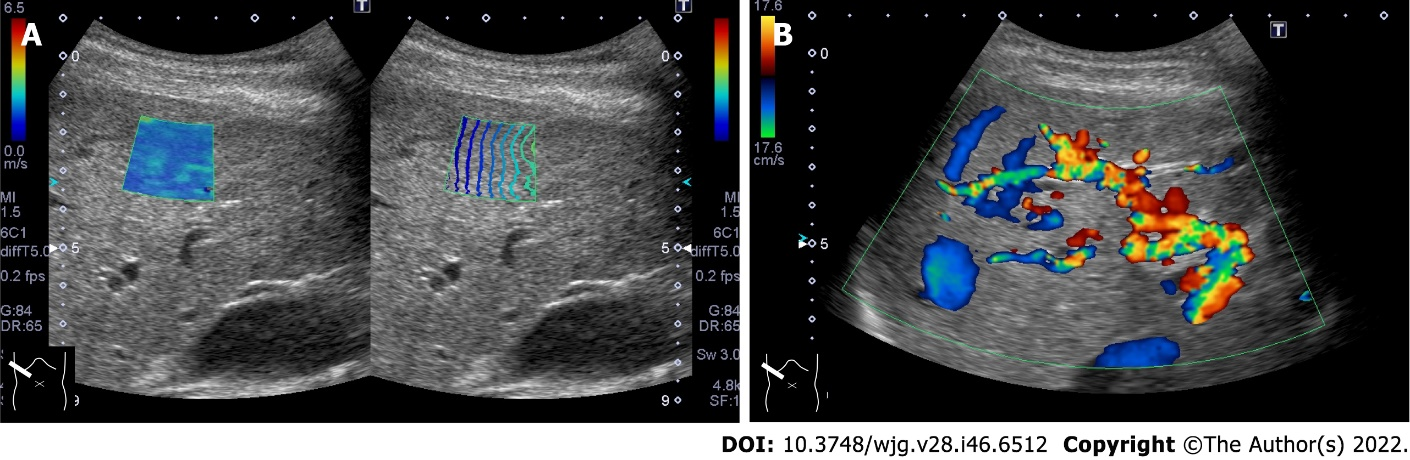 6.5
A
T
T
0
0
0.0
m/s
MI
1.5
6C1
diffT5.0
0.2 fps
G:84
DR:65
5
5
MI
1.5
6C1
diffT5.0
0.2 fps
G:84
DR:65
Sw 3.0
4.8k
SF:1
9
9
17.6
B
T
0
17.6
cm/s
5
DOI: 10.3748/wjg.v28.i46.6512 Copyright ©The Author(s) 2022.